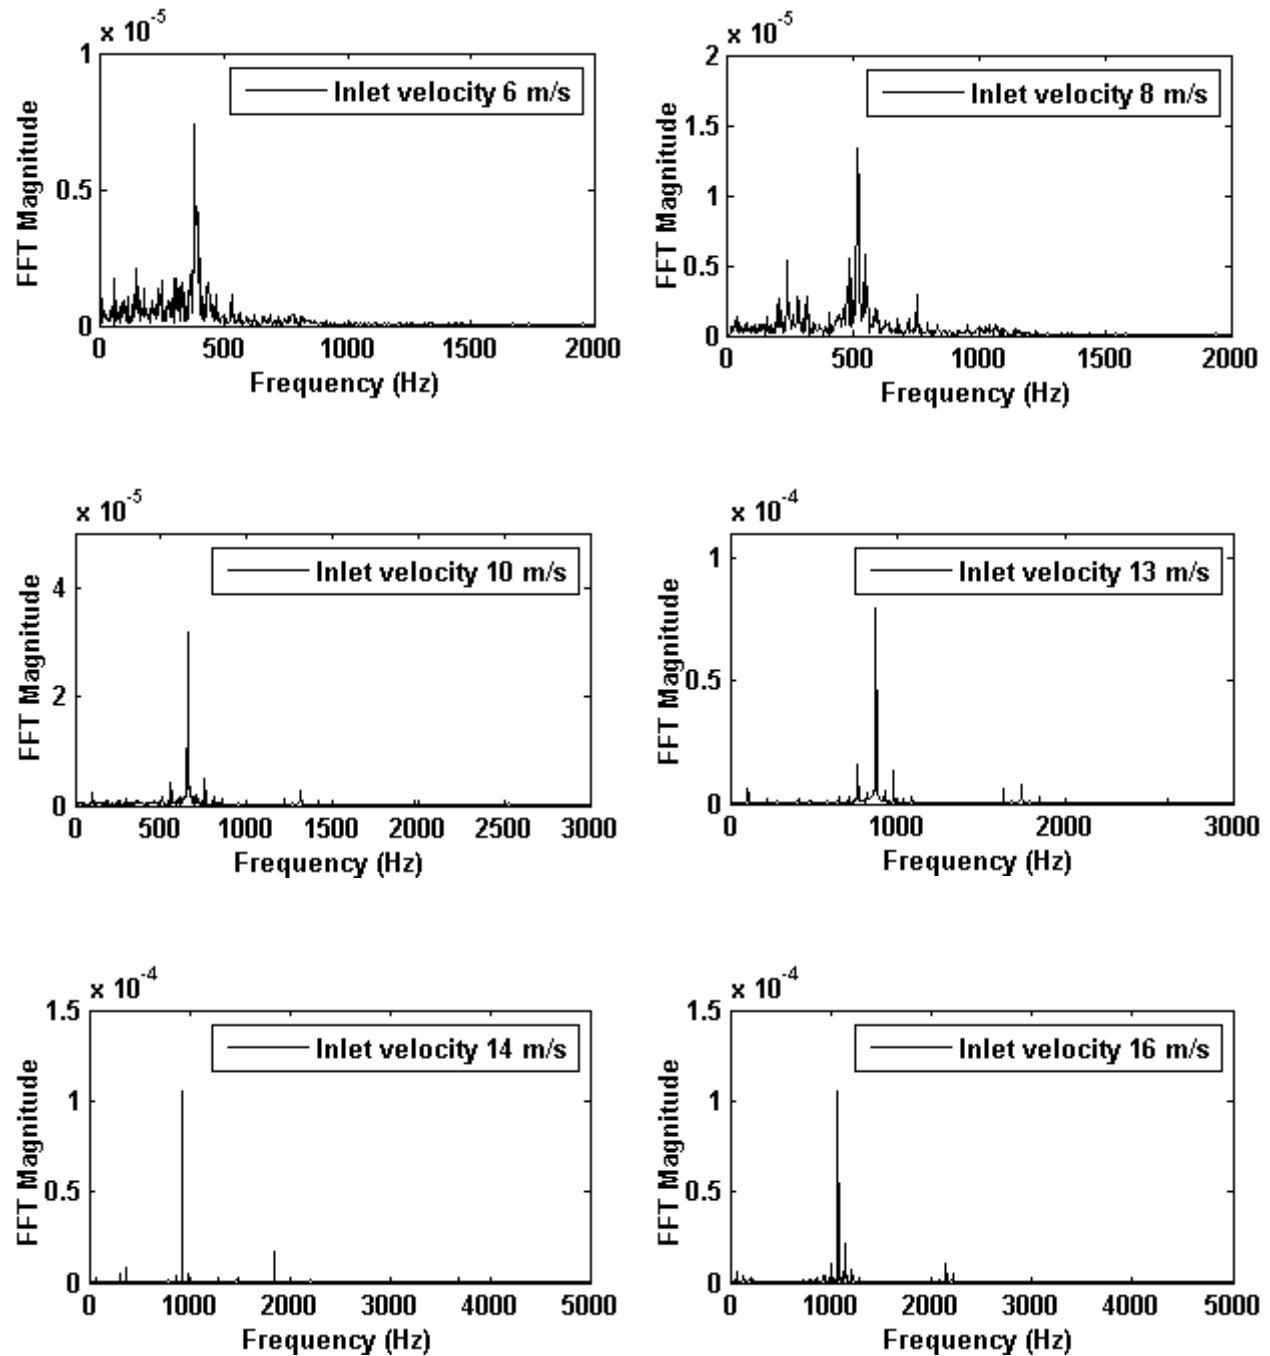 x 10^-5
1
0.5
0
Inlet velocity 6 m/s
FFT Magnitude
0 500 1000 1500 2000
Frequency (Hz)
x 10^-5
2
1.5
1
0.5
0
Inlet velocity 8 m/s
FFT Magnitude
0 500 1000 1500 2000
Frequency (Hz)
x 10^-5
4
2
0
Inlet velocity 10 m/s
FFT Magnitude
0 500 1000 1500 2000 2500 3000
Frequency (Hz)
x 10^-4
1
0.5
0
Inlet velocity 13 m/s
FFT Magnitude
0 1000 2000 3000
Frequency (Hz)
x 10^-4
1.5
1
0.5
0
Inlet velocity 14 m/s
FFT Magnitude
0 1000 2000 3000 4000 5000
Frequency (Hz)
x 10^-4
1.5
1
0.5
0
Inlet velocity 16 m/s
FFT Magnitude
0 1000 2000 3000 4000 5000
Frequency (Hz)